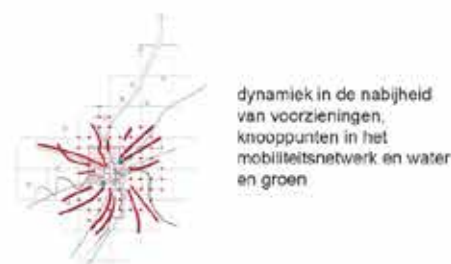 dynamiek in de nabijheid
van voorzieningen,
knooppunten in het
mobiliteitsnetwerk en water
en groen